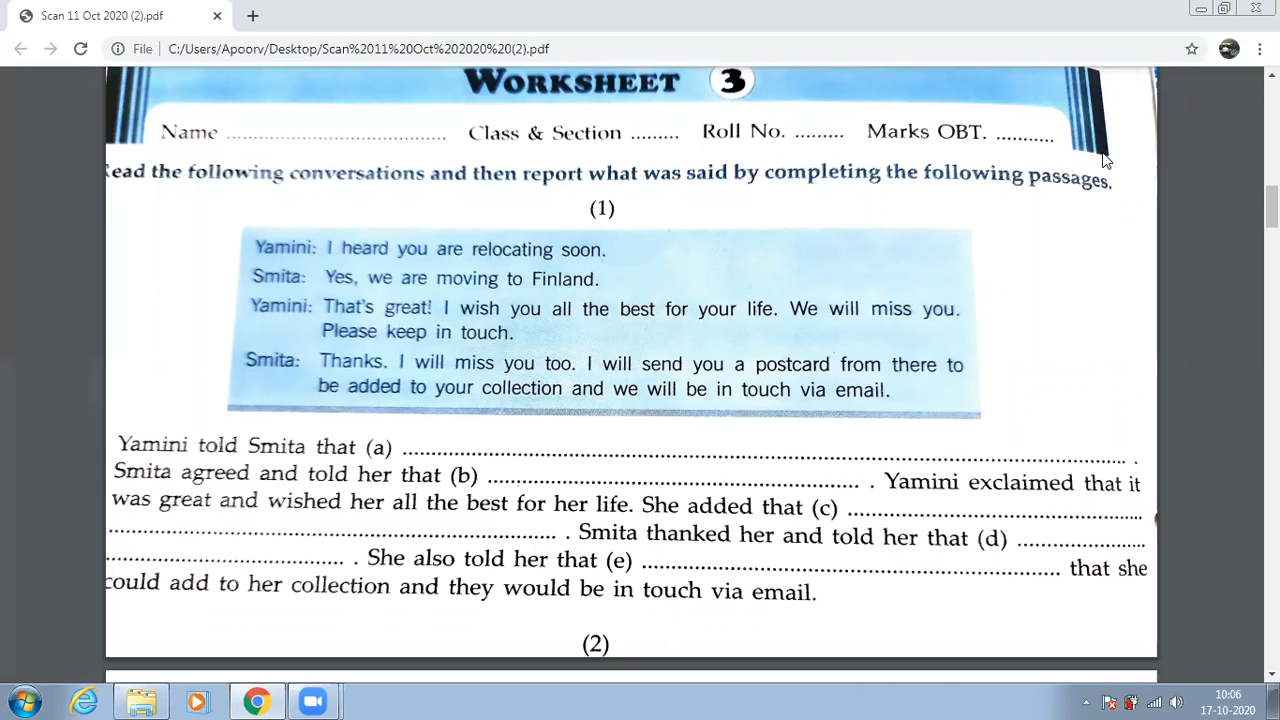 Scan 11 Oct 2020 (2).pdf
File C:/Users/Apoorv/Desktop/Scan%2011%20Oct%202020%20(2).pdf
WORKSHEET 3
Name .......... Class & Section ......... Roll No. ......... Marks OBT. ...........
Read the following conversations and then report what was said by completing the following passages.
(1)
Yamini: I heard you are relocating soon.
Smita: Yes, we are moving to Finland.
Yamini: That's great! I wish you all the best for your life. We will miss you.
Please keep in touch.
Smita: Thanks. I will miss you too. I will send you a postcard from there to
be added to your collection and we will be in touch via email.
Yamini told Smita that (a) .......... .
Smita agreed and told her that (b) .......... . Yamini exclaimed that it
was great and wished her all the best for her life. She added that (c) ..........
.......... . Smita thanked her and told her that (d) ..........
.......... . She also told her that (e) .......... that she
could add to her collection and they would be in touch via email.
(2)
10:06
17-10-2020